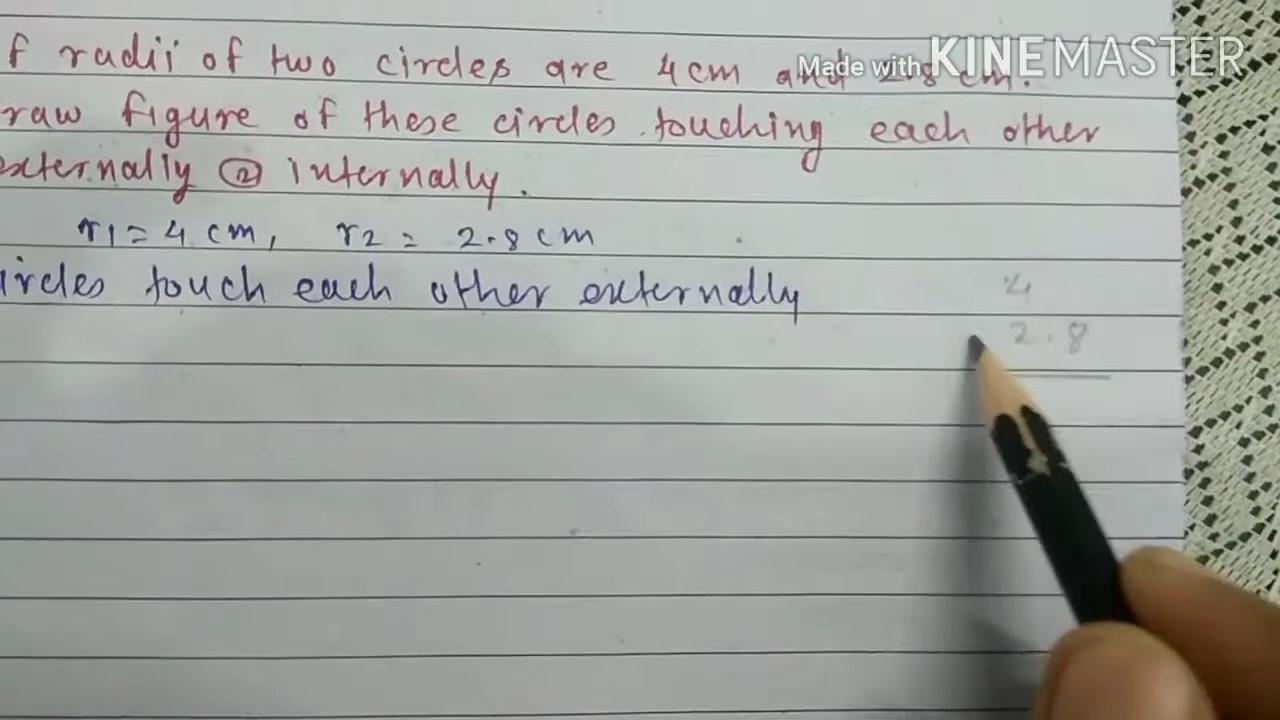 f radii of two circles are 4 cm and 2.8 cm.
Made with KINEMASTER
raw figure of these circles touching each other
xternally ② internally.
r1 = 4 cm, r2 = 2.8 cm
ircles touch each other externally
4
2.8